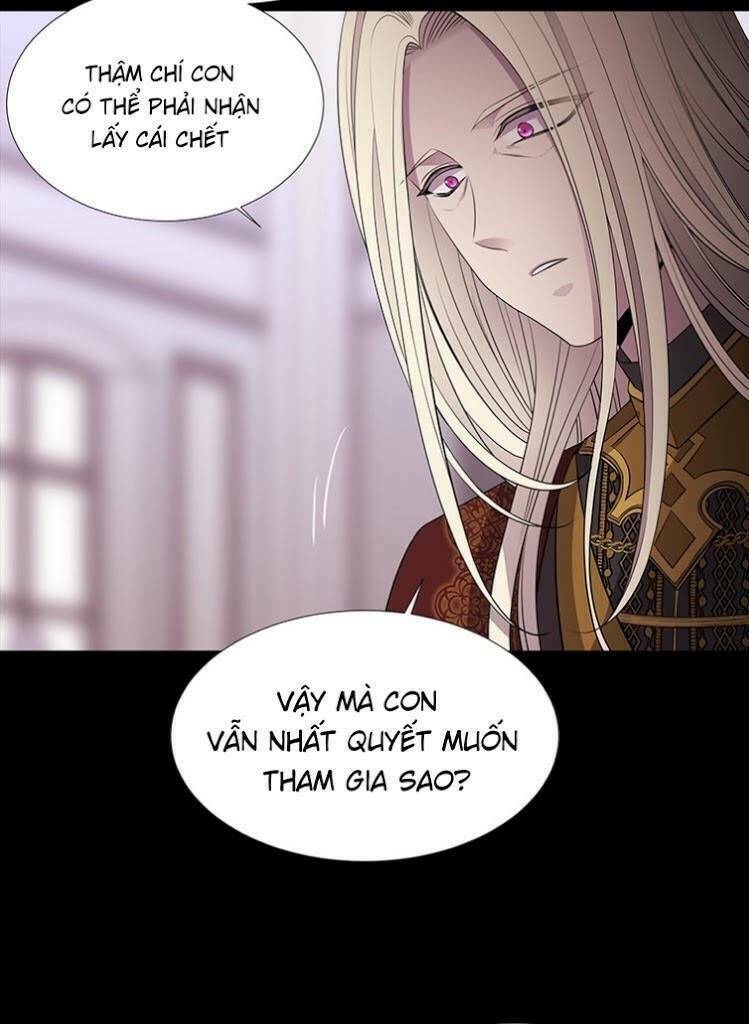 THẬM CHÍ CON
CÓ THỂ PHẢI NHẬN
LẤY CÁI CHẾT
VẬY MÀ CON
VẪN NHẤT QUYẾT MUỐN
THAM GIA SAO?